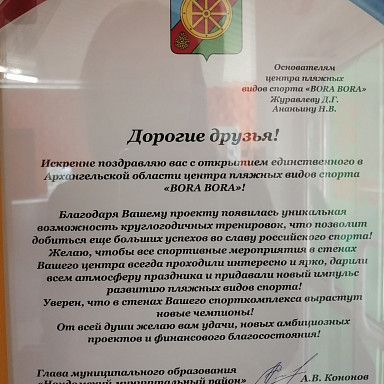 Основателям
центра пляжных
видов спорта «BORA BORA»
Журавлеву Д.Г.
Ананьину Н.В.
Дорогие друзья!
Искренне поздравляю вас с открытием единственного в
Архангельской области центра пляжных видов спорта
«BORA BORA»!
Благодаря Вашему проекту появилась уникальная
возможность круглогодичных тренировок, что позволит
добиться еще больших успехов во славу российского спорта!
Желаю, чтобы все спортивные мероприятия в стенах
Вашего центра всегда проходили интересно и ярко, дарили
всем атмосферу праздника и придавали новый импульс
развитию пляжных видов спорта!
Уверен, что в стенах Вашего спорткомплекса вырастут
новые чемпионы!
От всей души желаю вам удачи, новых амбициозных
проектов и финансового благосостояния!
Глава муниципального образования
«Няндомский муниципальный район»
А.В. Кононов